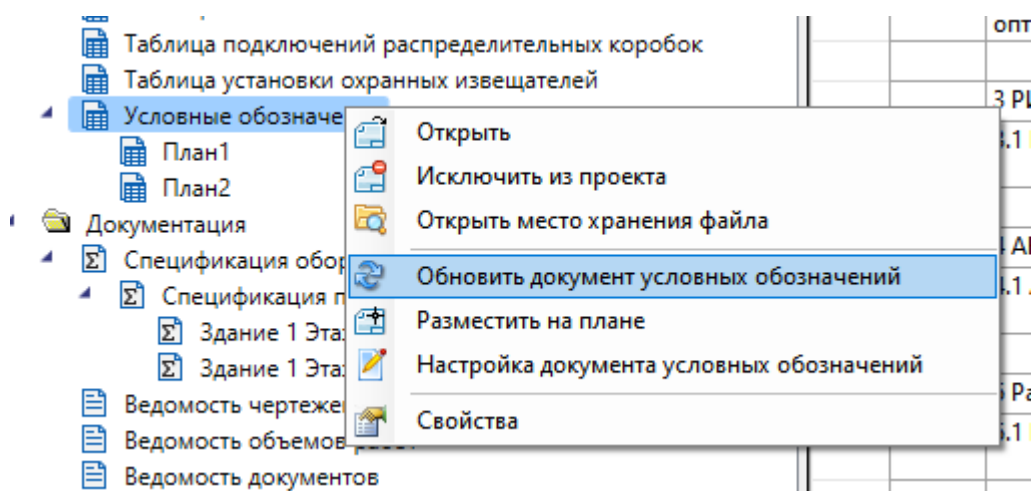 опт
Таблица подключений распределительных коробок
Таблица установки охранных извещателей
Условные обозначе
План1
План2
Документация
Спецификация обор
Спецификация п
Здание 1 Эта
Здание 1 Эта
Ведомость чертеже
Ведомость объемов
Ведомость документов
Открыть
Исключить из проекта
Открыть место хранения файла
Обновить документ условных обозначений
Разместить на плане
Настройка документа условных обозначений
Свойства
.1
.1